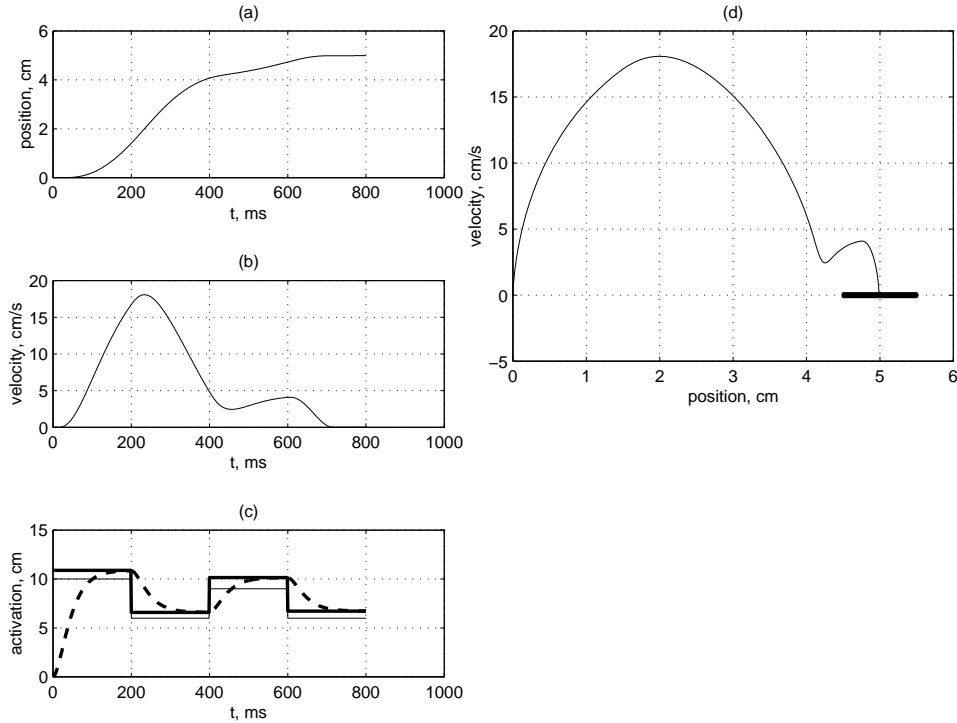 (a)
6
4
2
0
position, cm
0 200 400 600 800 1000
t, ms
(b)
20
15
10
5
0
velocity, cm/s
0 200 400 600 800 1000
t, ms
(c)
15
10
5
0
activation, cm
0 200 400 600 800 1000
t, ms
(d)
20
15
10
5
0
−5
velocity, cm/s
0 1 2 3 4 5 6
position, cm